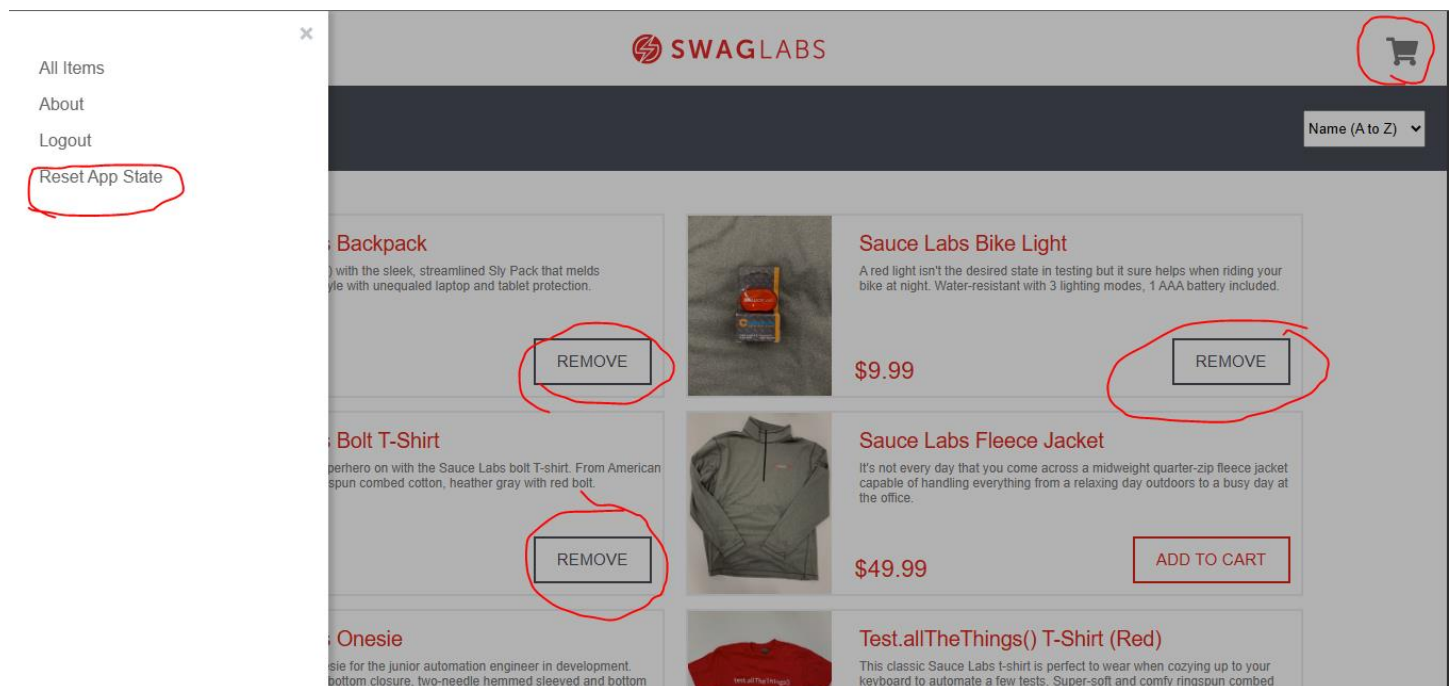 ×
All Items
About
Logout
Reset App State
SWAGLABS
Name (A to Z)
Backpack
) with the sleek, streamlined Sly Pack that melds
yle with unequaled laptop and tablet protection.
REMOVE
Sauce Labs Bike Light
A red light isn't the desired state in testing but it sure helps when riding your
bike at night. Water-resistant with 3 lighting modes, 1 AAA battery included.
$9.99
REMOVE
Bolt T-Shirt
perhero on with the Sauce Labs bolt T-shirt. From American
spun combed cotton, heather gray with red bolt.
REMOVE
Sauce Labs Fleece Jacket
It's not every day that you come across a midweight quarter-zip fleece jacket
capable of handling everything from a relaxing day outdoors to a busy day at
the office.
$49.99
ADD TO CART
Onesie
sie for the junior automation engineer in development.
bottom closure, two-needle hemmed sleeved and bottom
test.allTheThings()
Test.allTheThings() T-Shirt (Red)
This classic Sauce Labs t-shirt is perfect to wear when cozying up to your
keyboard to automate a few tests. Super-soft and comfy ringspun combed